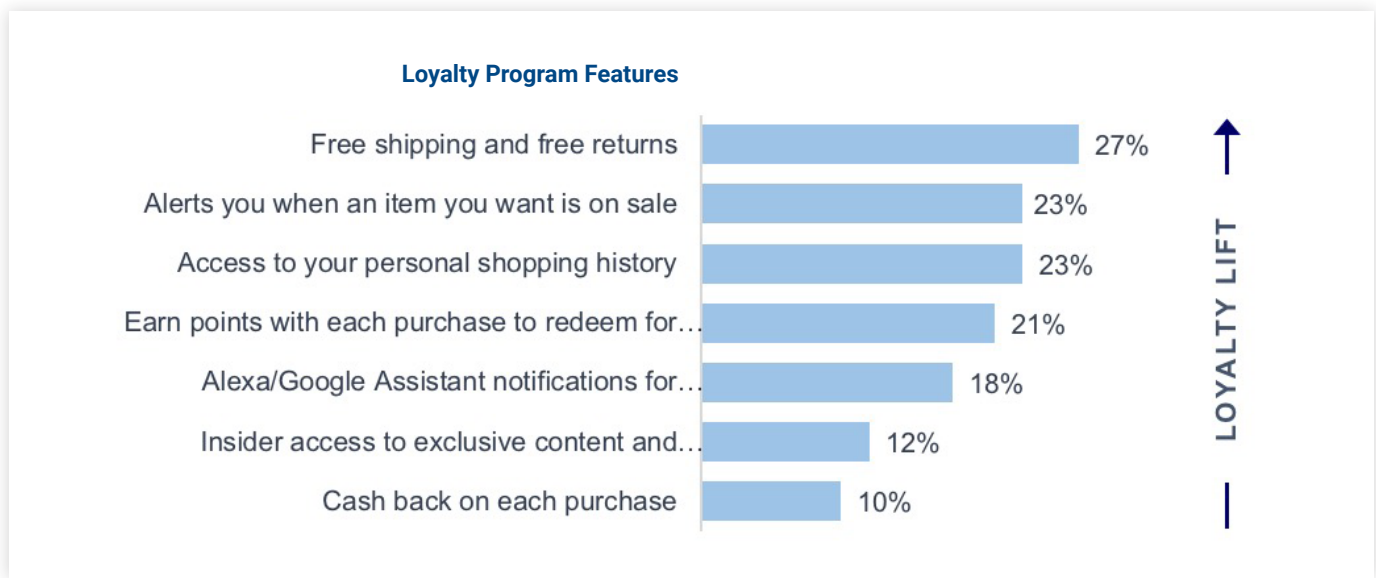 Loyalty Program Features
Free shipping and free returns 27%
Alerts you when an item you want is on sale 23%
Access to your personal shopping history 23%
Earn points with each purchase to redeem for... 21%
Alexa/Google Assistant notifications for... 18%
Insider access to exclusive content and... 12%
Cash back on each purchase 10%
LOYALTY LIFT